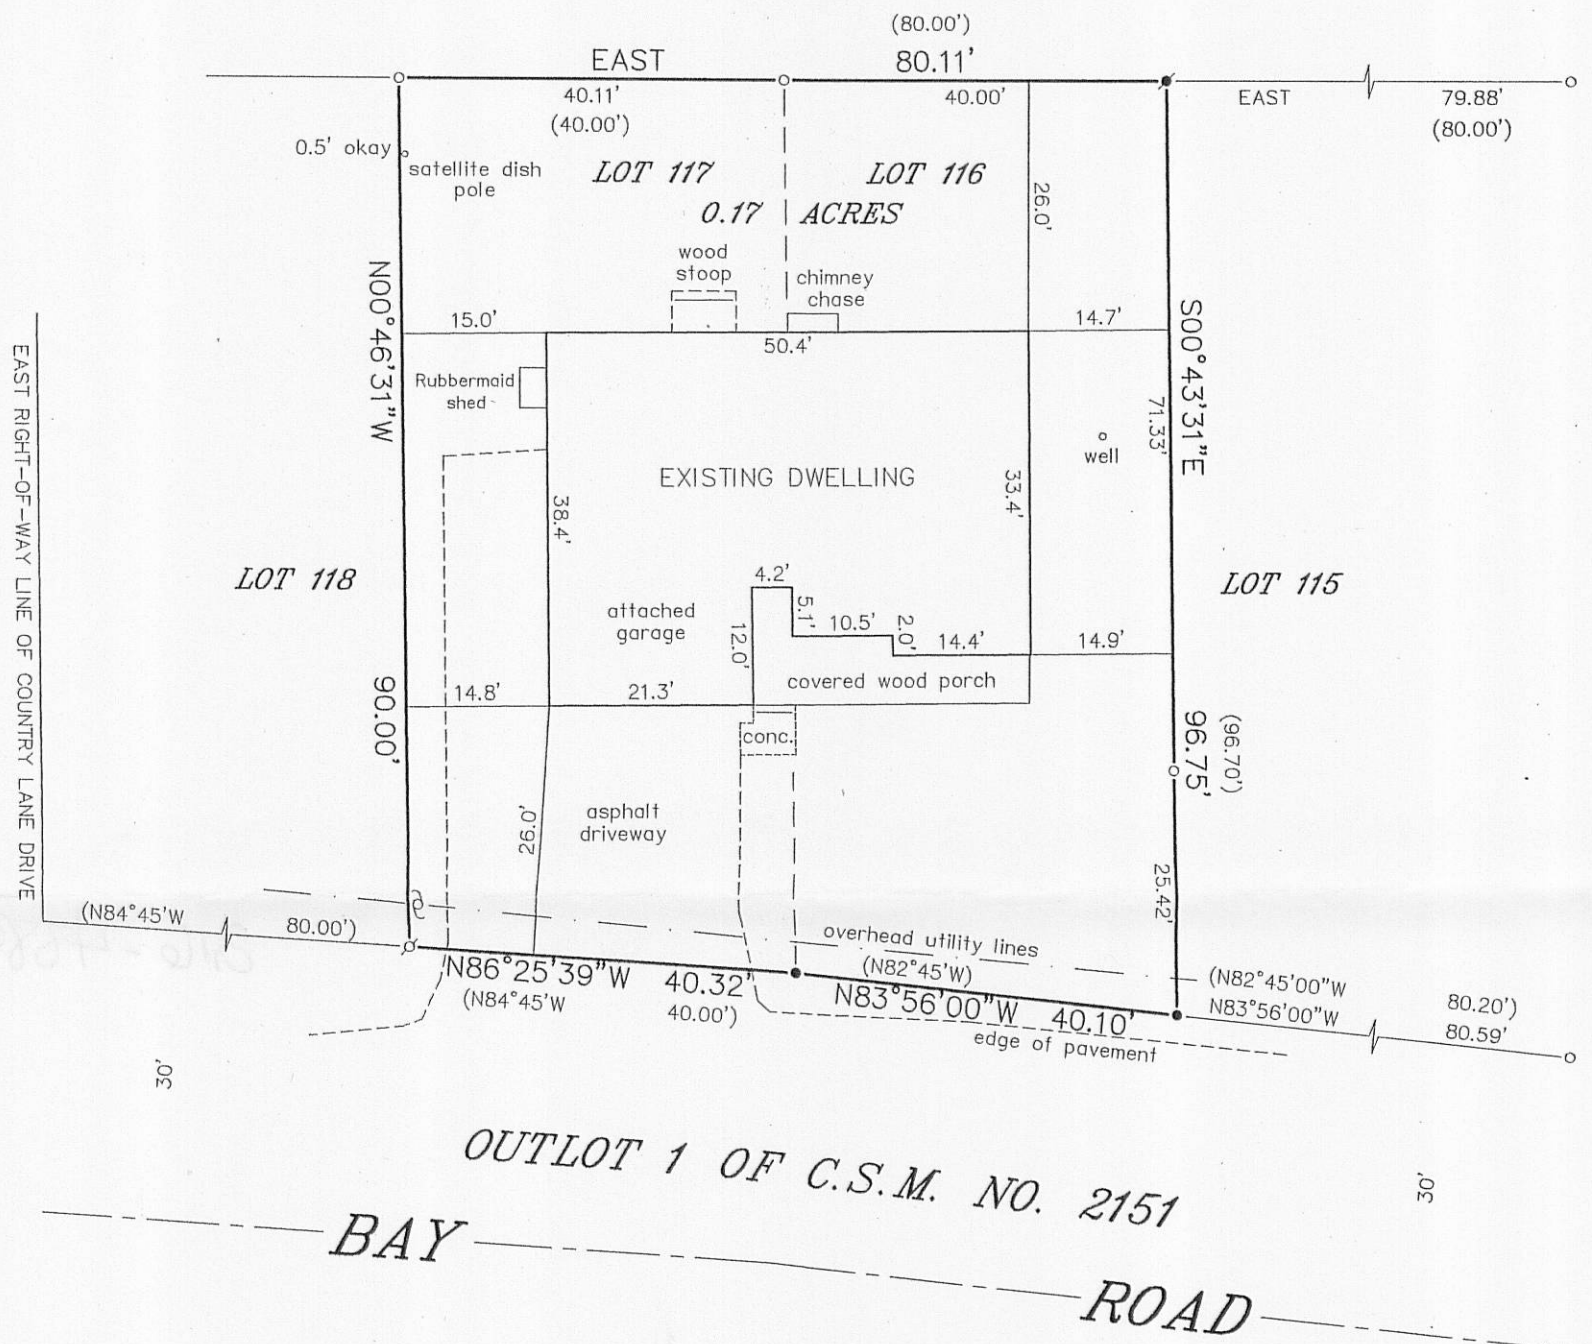 (80.00')
EAST 80.11'
40.11' 40.00' EAST 79.88'
(40.00') (80.00')
0.5' okay
satellite dish
pole
LOT 117 LOT 116
0.17 ACRES
26.0'
wood
stoop
chimney
chase
N00°46'31"W
15.0' 14.7'
50.4'
S00°43'31"E
71.33'
Rubbermaid
shed
well
EXISTING DWELLING
33.4'
38.4'
EAST RIGHT-OF-WAY LINE OF COUNTRY LANE DRIVE
LOT 118 LOT 115
4.2'
attached
garage
12.0'
5.1'
10.5'
2.0'
14.4' 14.9'
covered wood porch
90.00'
14.8' 21.3'
conc.
96.75'
(96.70')
asphalt
driveway
26.0'
25.42'
(N84°45'W 80.00')
overhead utility lines
(N82°45'W)
N86°25'39"W 40.32'
(N84°45'W 40.00')
N83°56'00"W 40.10'
(N82°45'00"W 80.20')
N83°56'00"W 80.59'
edge of pavement
30' 30'
OUTLOT 1 OF C.S.M. NO. 2151
BAY ROAD